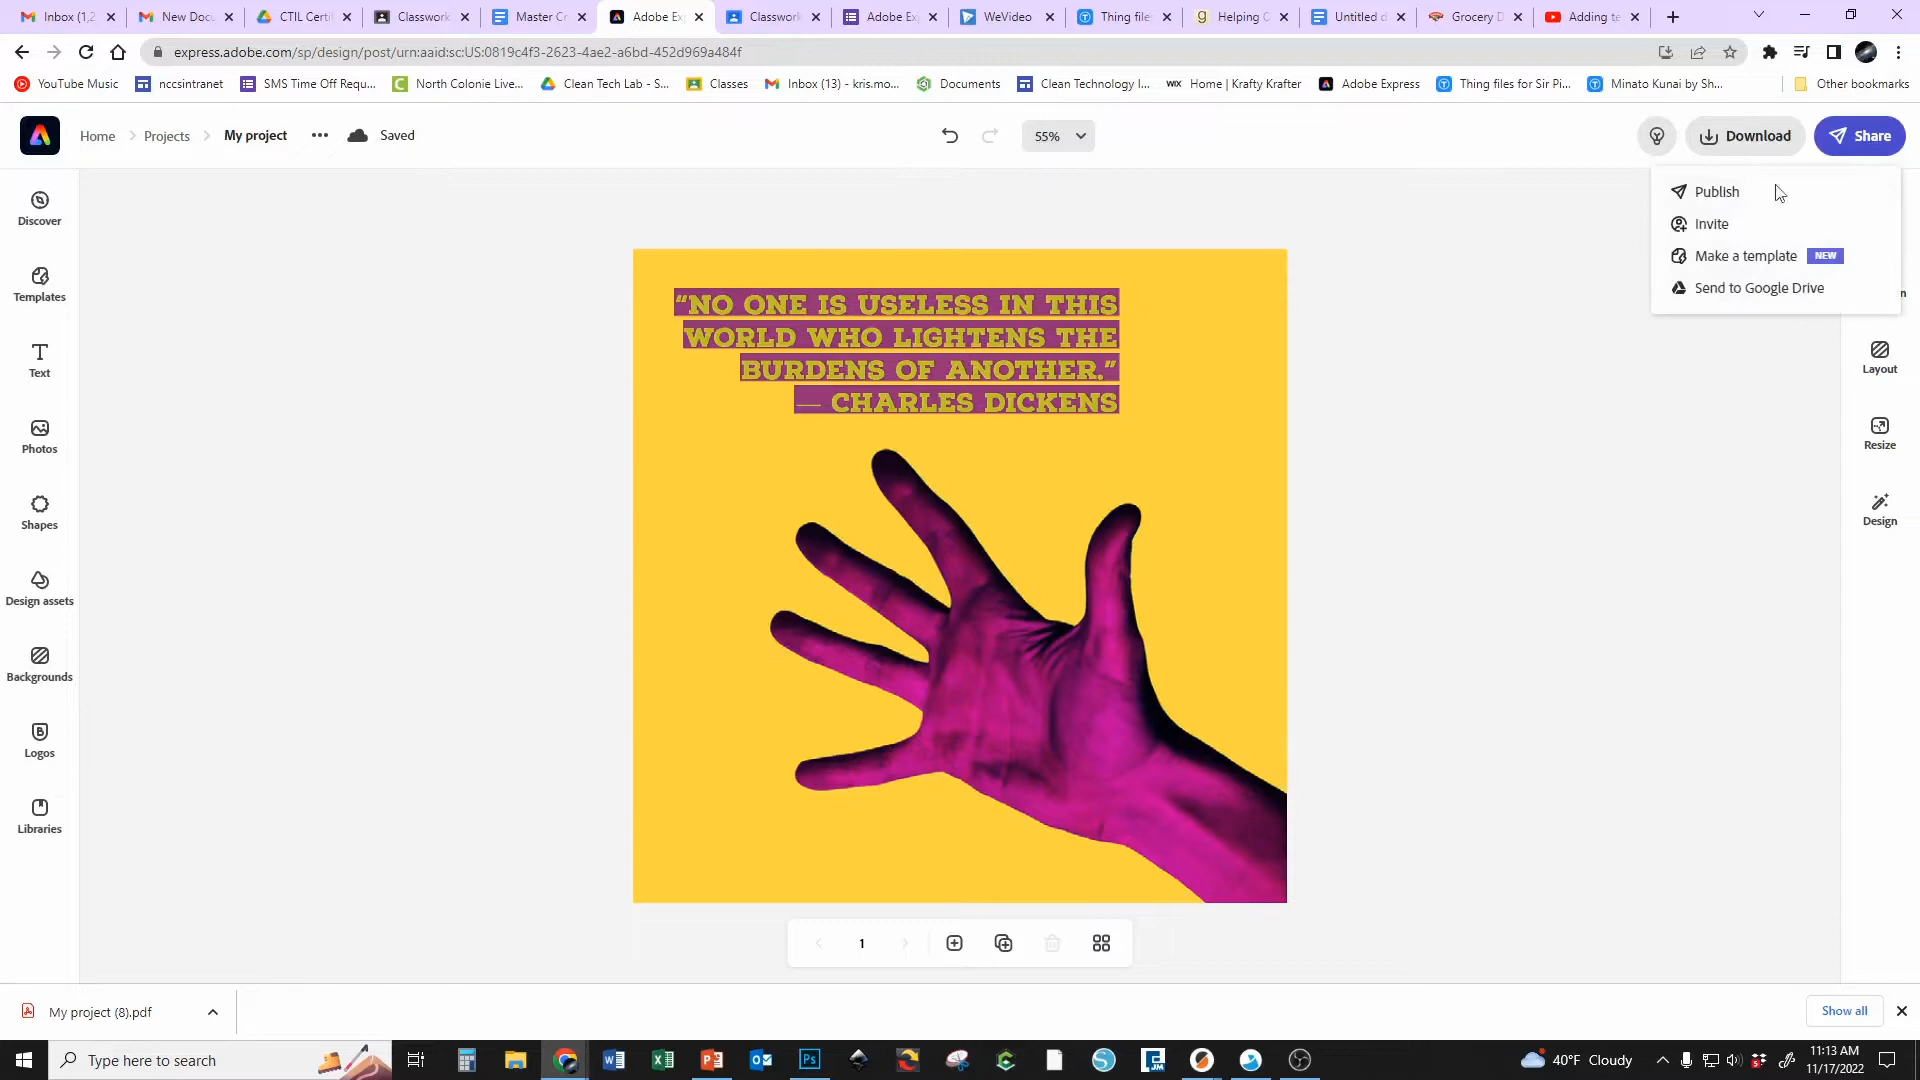 Inbox (1,2
New Docu
CTIL Certi
Classwork
Master Cr
Adobe Ex
Classwork
Adobe Ex
WeVideo
Thing file
Helping O
Untitled d
Grocery D
Adding te
express.adobe.com/sp/design/post/urn:aaid:sc:US:0819c4f3-2623-4ae2-a6bd-452d969a484f
YouTube Music
nccsintranet
SMS Time Off Requ...
North Colonie Live...
Clean Tech Lab - S...
Classes
Inbox (13) - kris.mo...
Documents
Clean Technology I...
WIX Home | Krafty Krafter
Adobe Express
Thing files for Sir Pi...
Minato Kunai by Sh...
Other bookmarks
Home
Projects
My project
Saved
55%
Download
Share
Publish
Invite
Make a template NEW
Send to Google Drive
Discover
Templates
Text
Photos
Shapes
Design assets
Backgrounds
Logos
Libraries
“NO ONE IS USELESS IN THIS
WORLD WHO LIGHTENS THE
BURDENS OF ANOTHER.”
— CHARLES DICKENS
Layout
Resize
Design
1
My project (8).pdf
Show all
Type here to search
40°F Cloudy
11:13 AM
11/17/2022